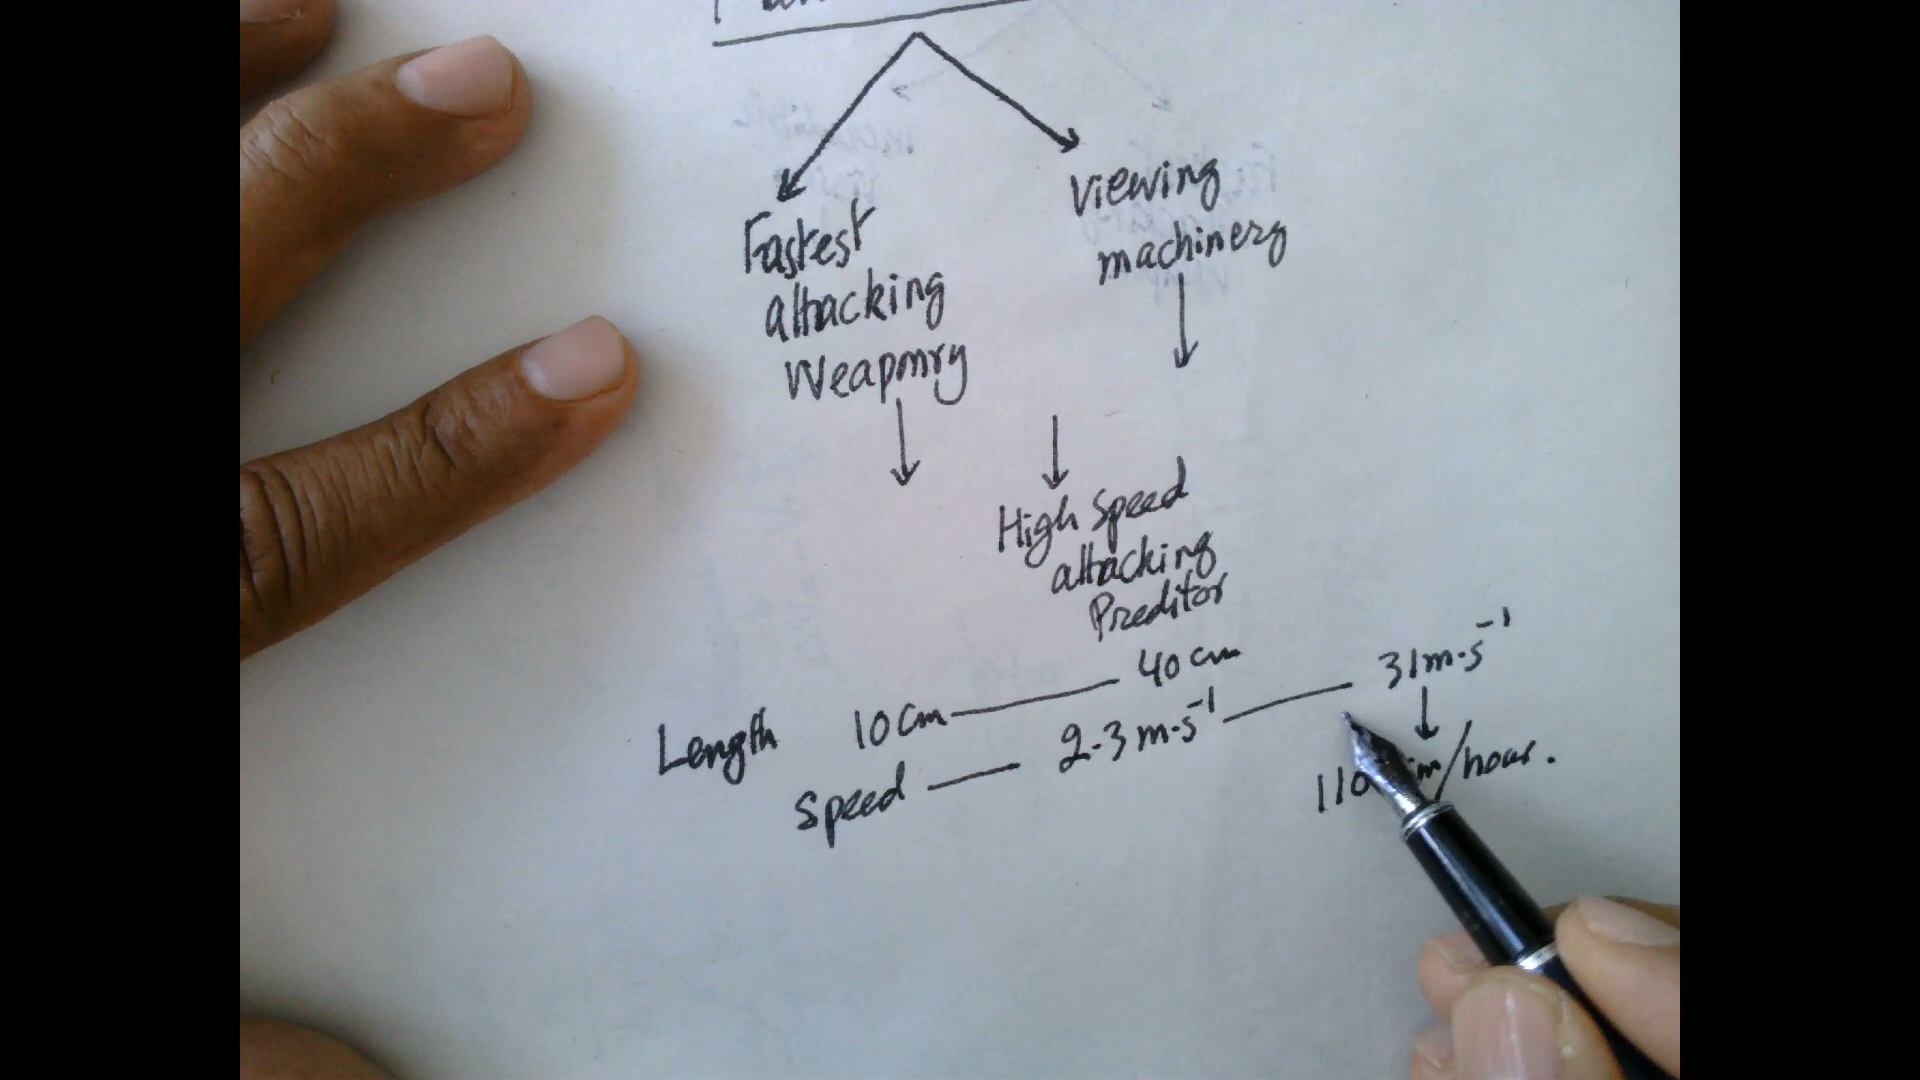 Fastest
attacking
Weaponry
Viewing
machinery
High speed
attacking
Preditor
Length 10 cm — 40 cm
Speed — 2.3 m.s⁻¹ — 31 m.s⁻¹
/hour.